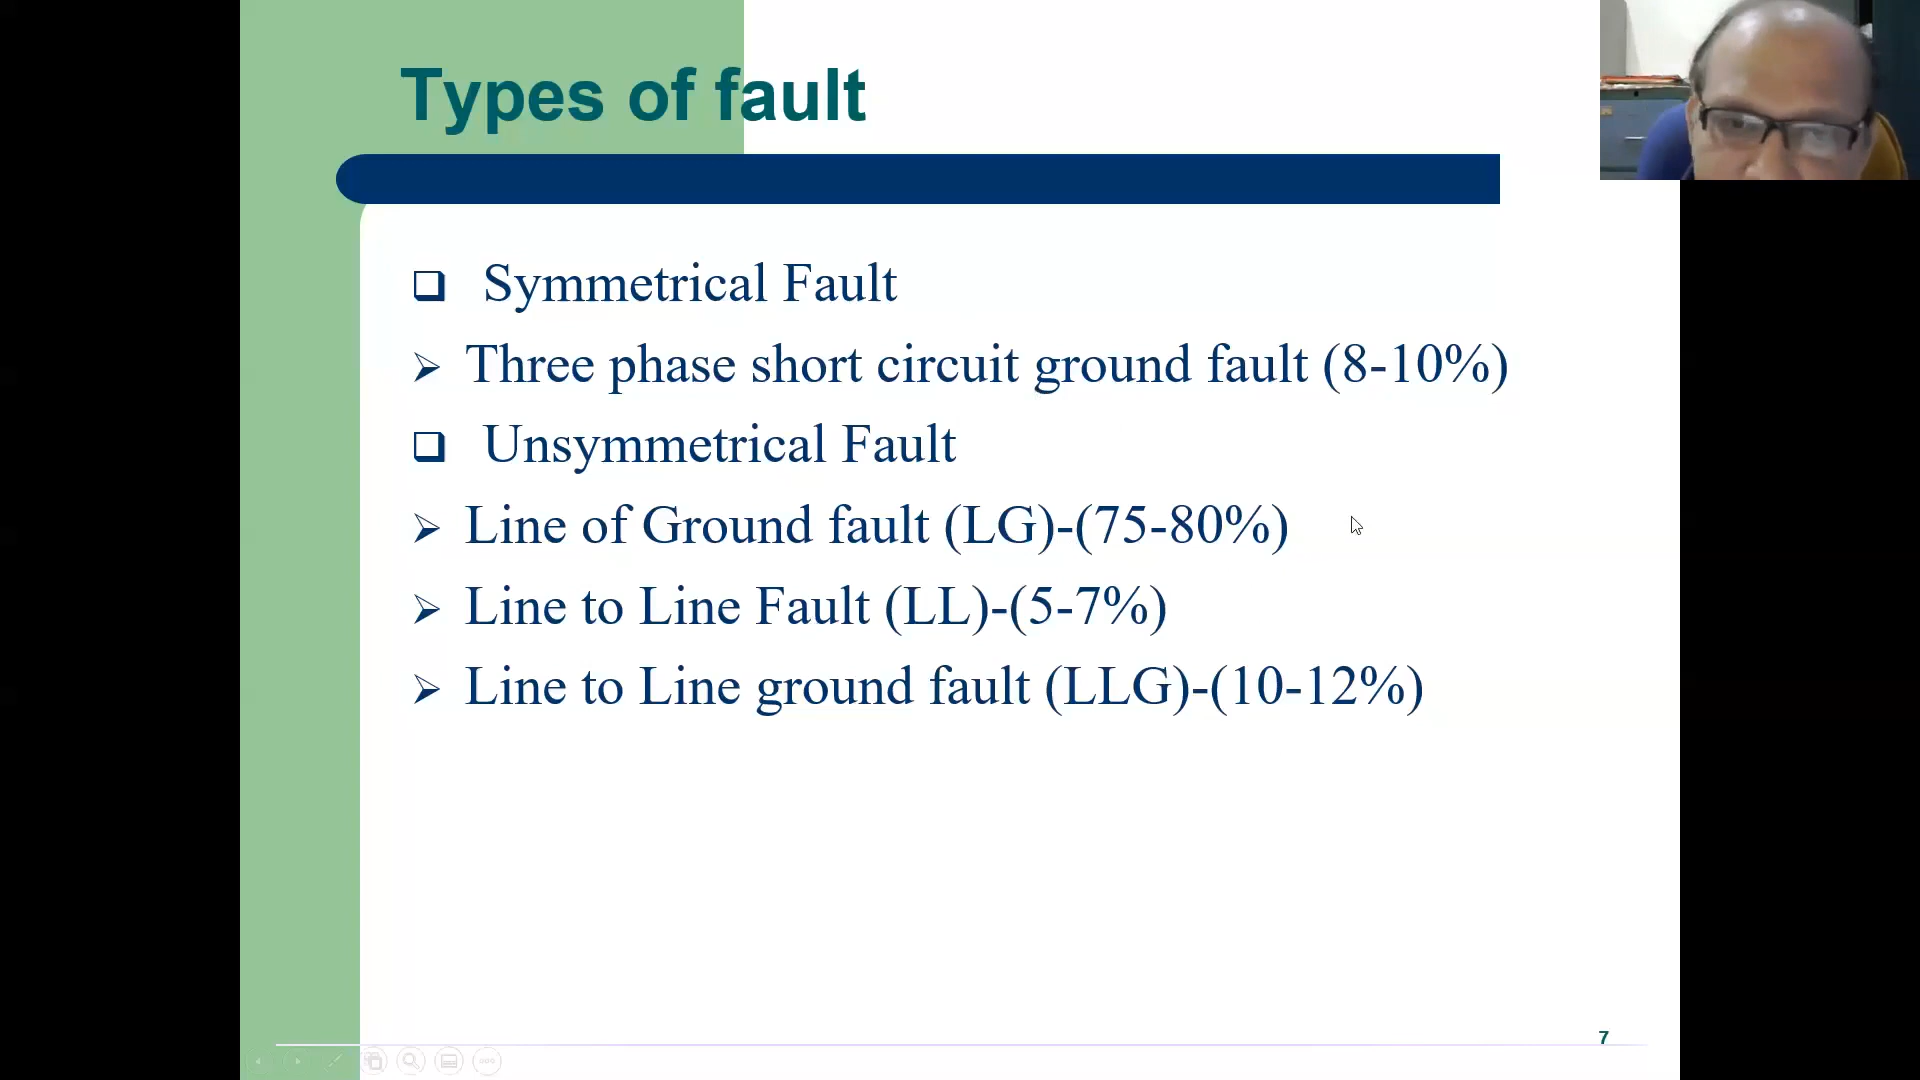 Types of fault
Symmetrical Fault
Three phase short circuit ground fault (8-10%)
Unsymmetrical Fault
Line of Ground fault (LG)-(75-80%)
Line to Line Fault (LL)-(5-7%)
Line to Line ground fault (LLG)-(10-12%)
7